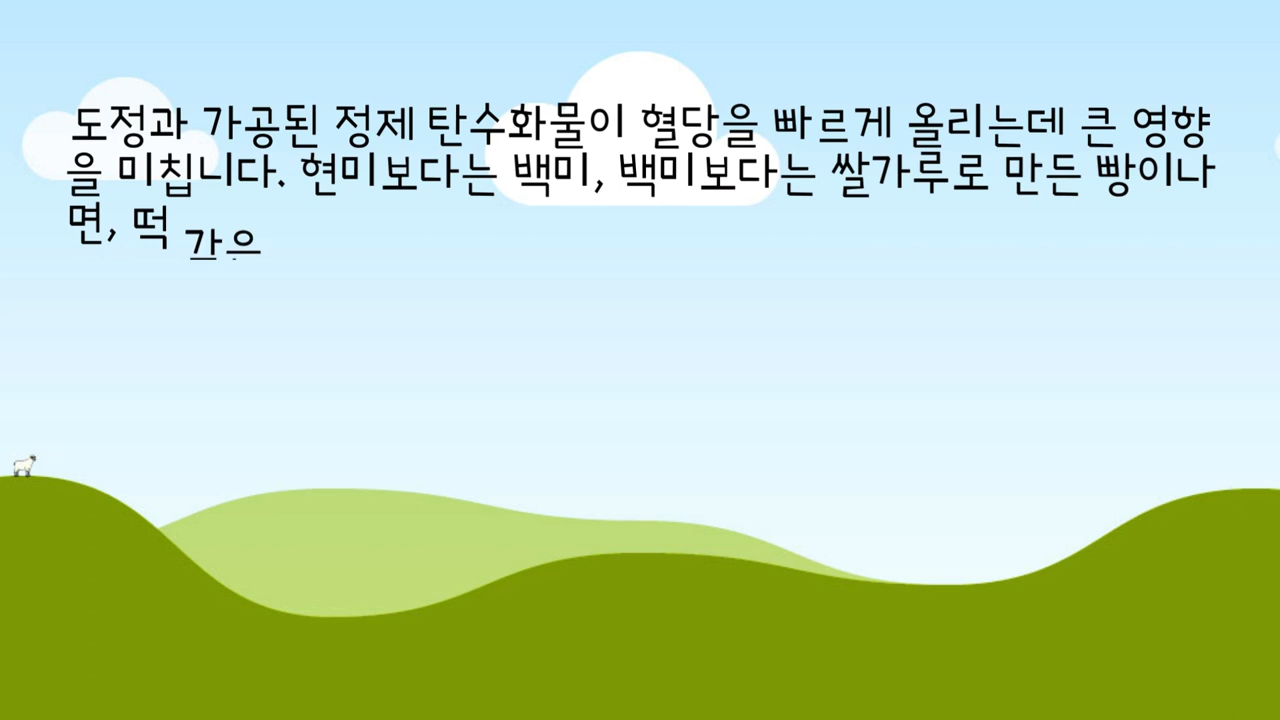 도정과 가공된 정제 탄수화물이 혈당을 빠르게 올리는데 큰 영향
을 미칩니다. 현미보다는 백미, 백미보다는 쌀가루로 만든 빵이나
면, 떡